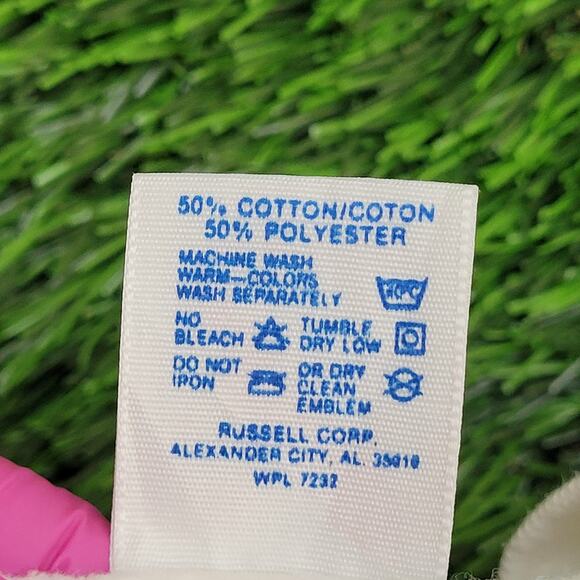 50% COTTON/COTON
50% POLYESTER
MACHINE WASH
WARM-COLORS
WASH SEPARATELY
40°C
NO
BLEACH
TUMBLE
DRY LOW
DO NOT
IRON
OR DRY
CLEAN
EMBLEM
RUSSELL CORP.
ALEXANDER CITY, AL. 35010
WPL 7232